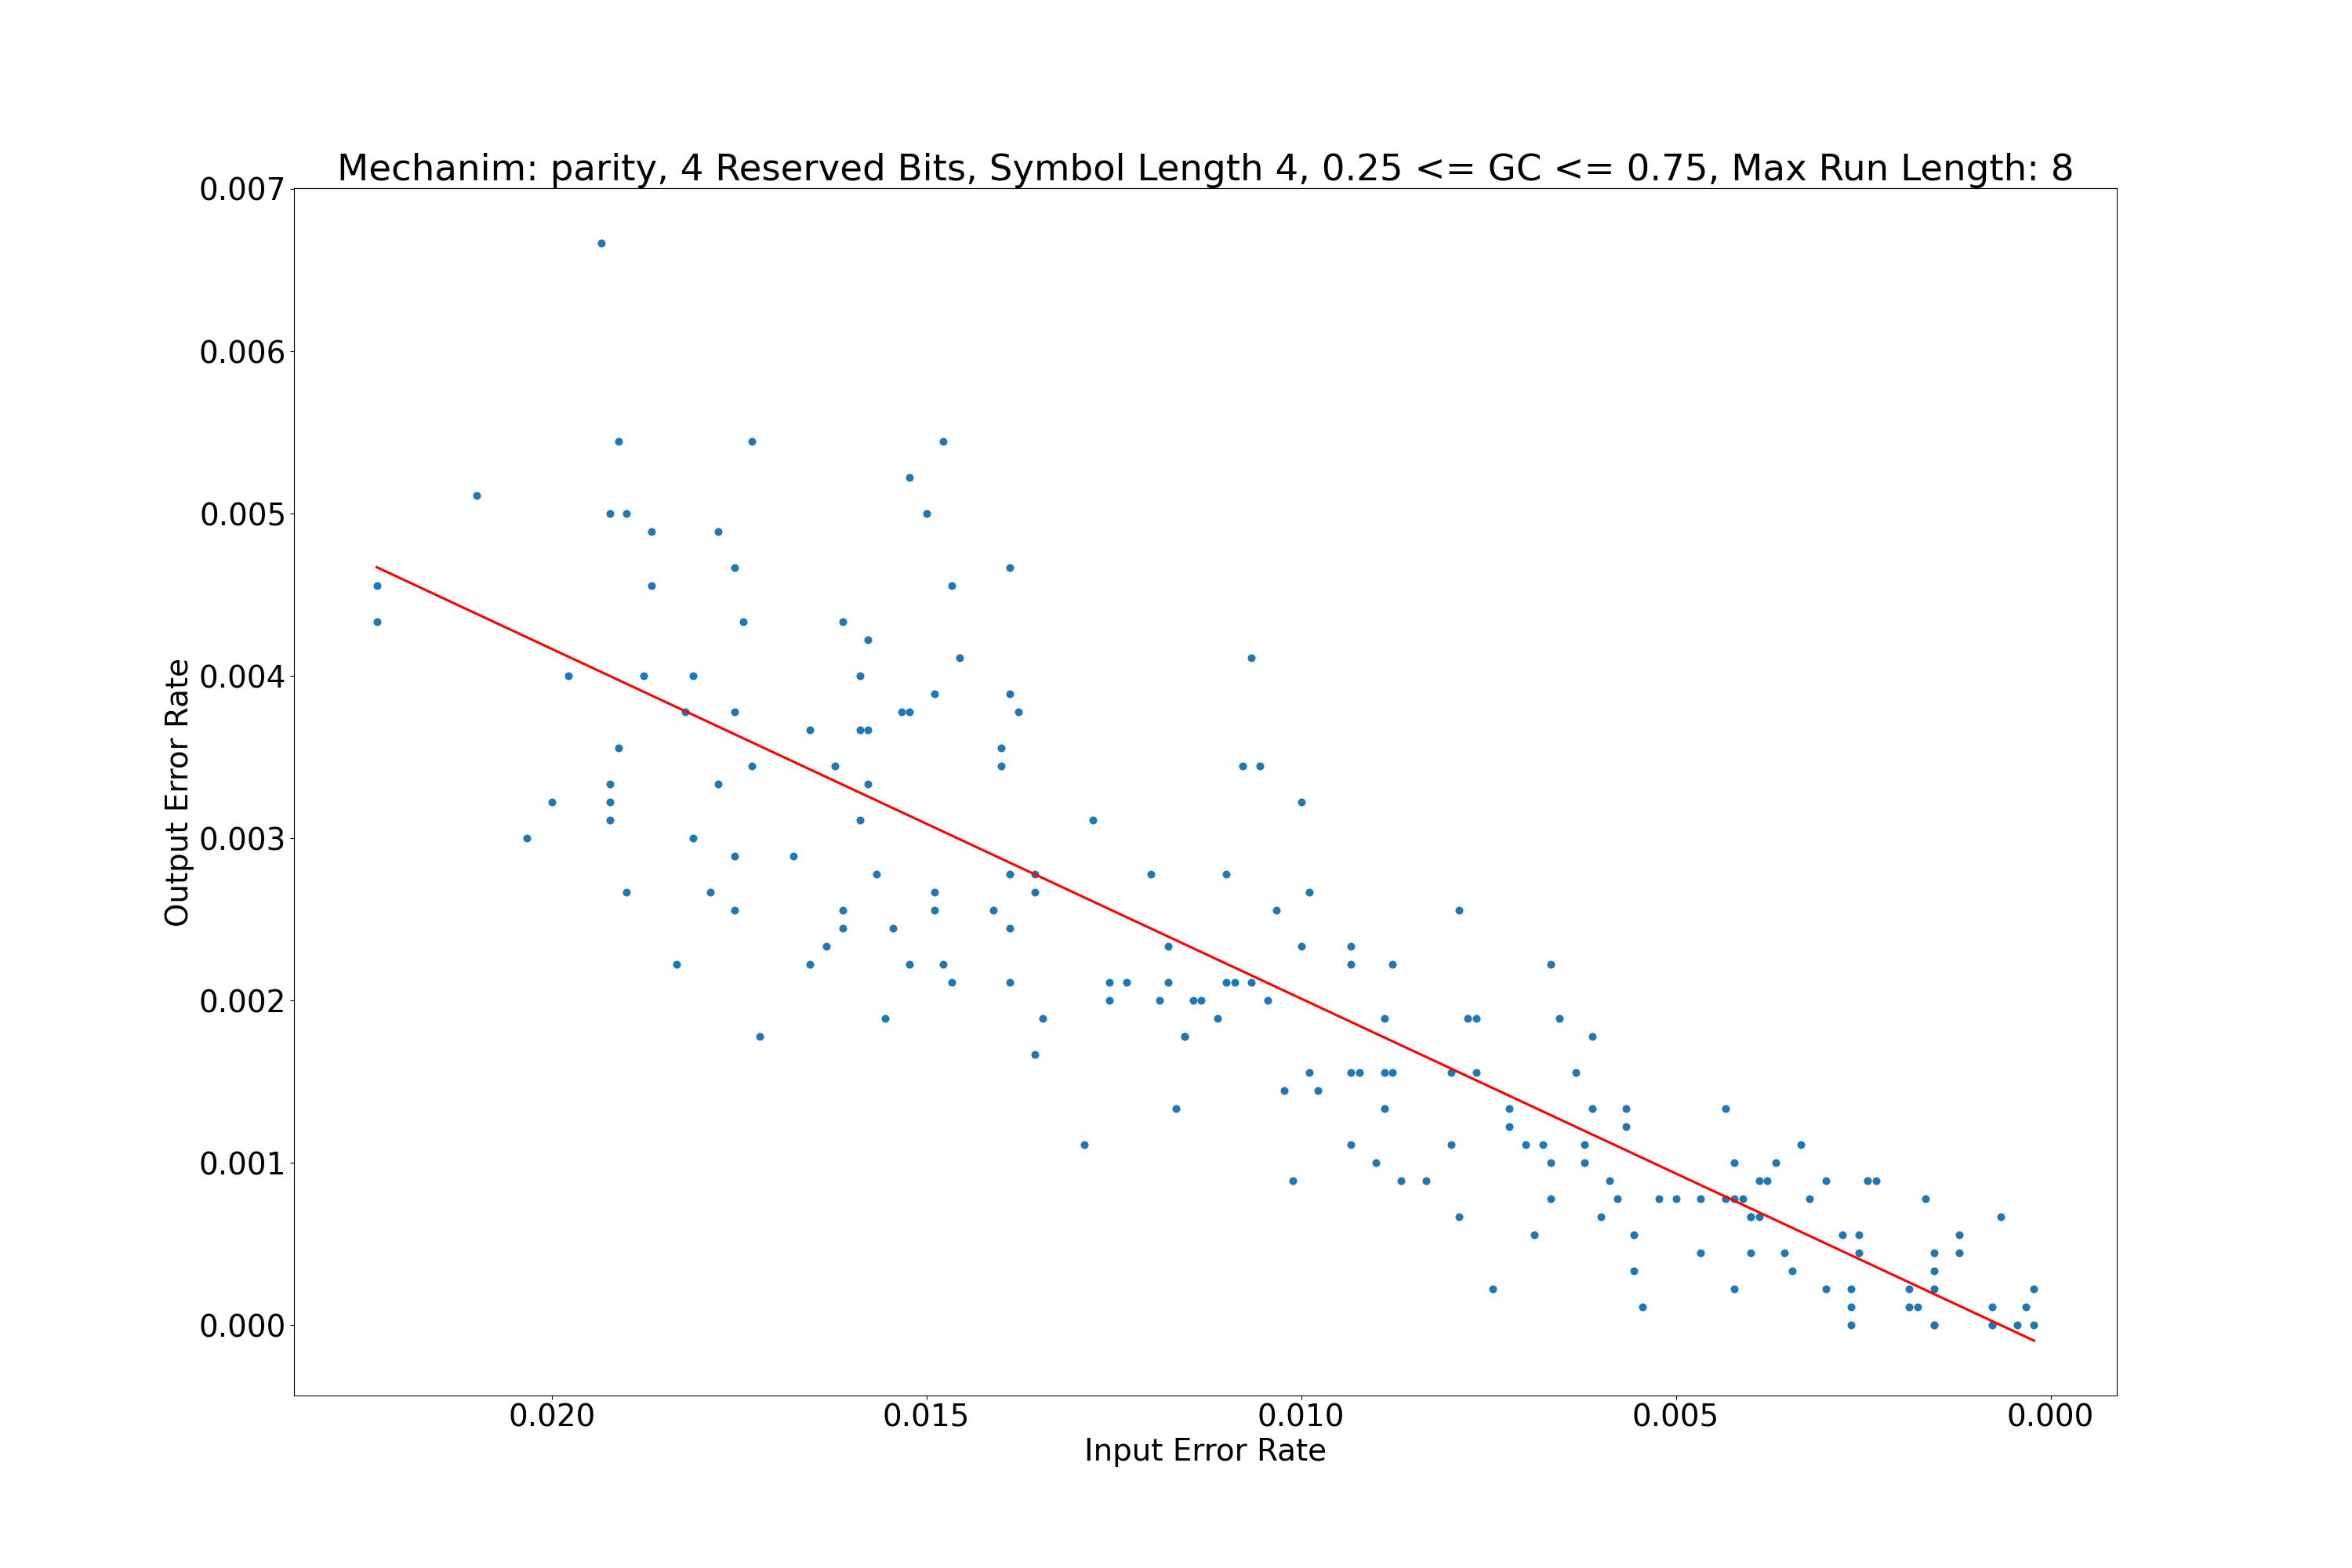 Mechanim: parity, 4 Reserved Bits, Symbol Length 4, 0.25 <= GC <= 0.75, Max Run Length: 8
0.007
0.006
0.005
0.004
0.003
0.002
0.001
0.000
Output Error Rate
0.020 0.015 0.010 0.005 0.000
Input Error Rate